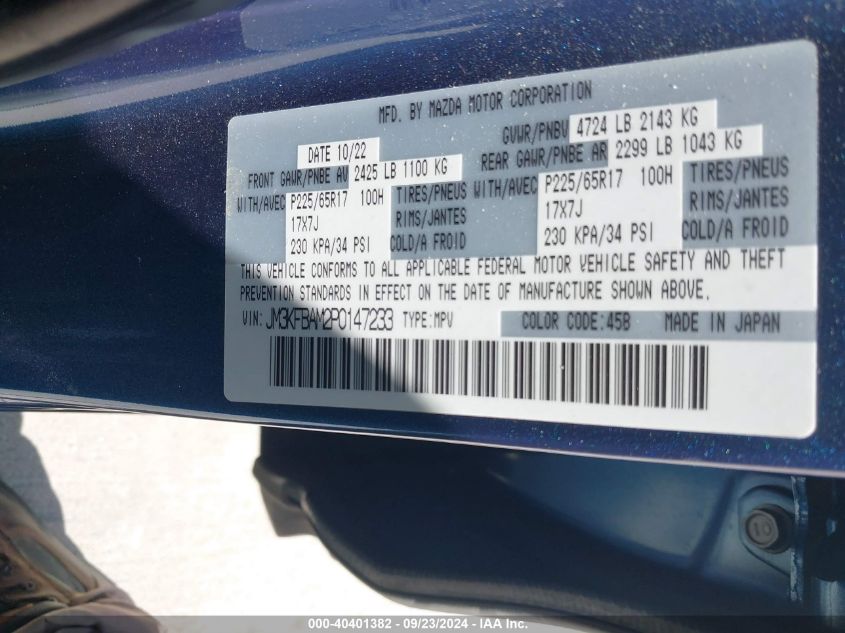 MFD. BY MAZDA MOTOR CORPORATION
DATE 10/22 GVWR/PNBV 4724 LB 2143 KG
FRONT GAWR/PNBE AV 2425 LB 1100 KG REAR GAWR/PNBE AR 2299 LB 1043 KG
WITH/AVEC P225/65R17 100H TIRES/PNEUS WITH/AVEC P225/65R17 100H TIRES/PNEUS
17X7J RIMS/JANTES 17X7J RIMS/JANTES
230 KPA/34 PSI COLD/A FROID 230 KPA/34 PSI COLD/A FROID
THIS VEHICLE CONFORMS TO ALL APPLICABLE FEDERAL MOTOR VEHICLE SAFETY AND THEFT
PREVENTION STANDARDS IN EFFECT ON THE DATE OF MANUFACTURE SHOWN ABOVE.
VIN: JM3KFBAM2P0147233 TYPE:MPV COLOR CODE:45B MADE IN JAPAN
10
000-40401382 - 09/23/2024 - IAA Inc.